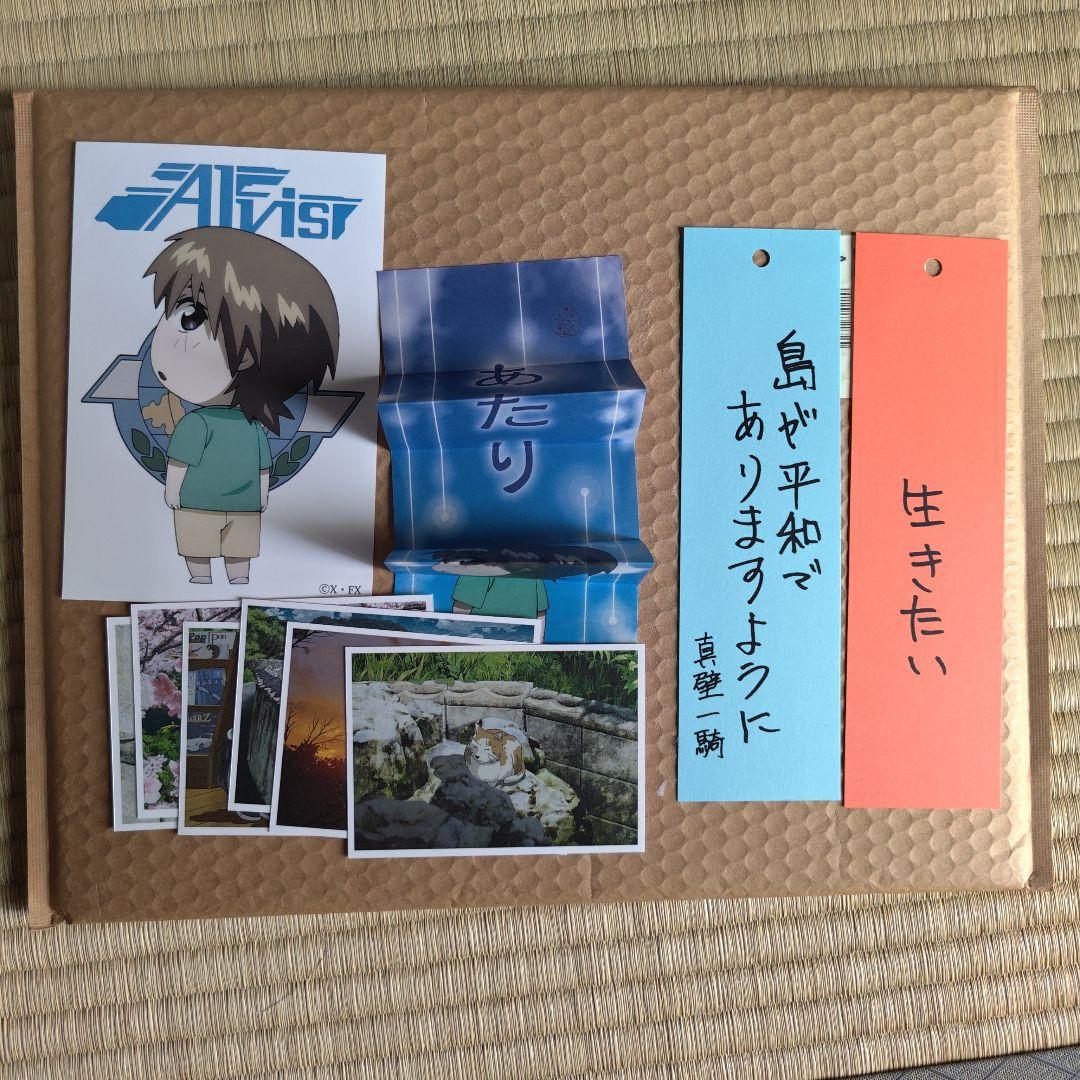 Alvis
©X・FX
あたり
島が平和で
ありますように
真壁一騎
生きたい